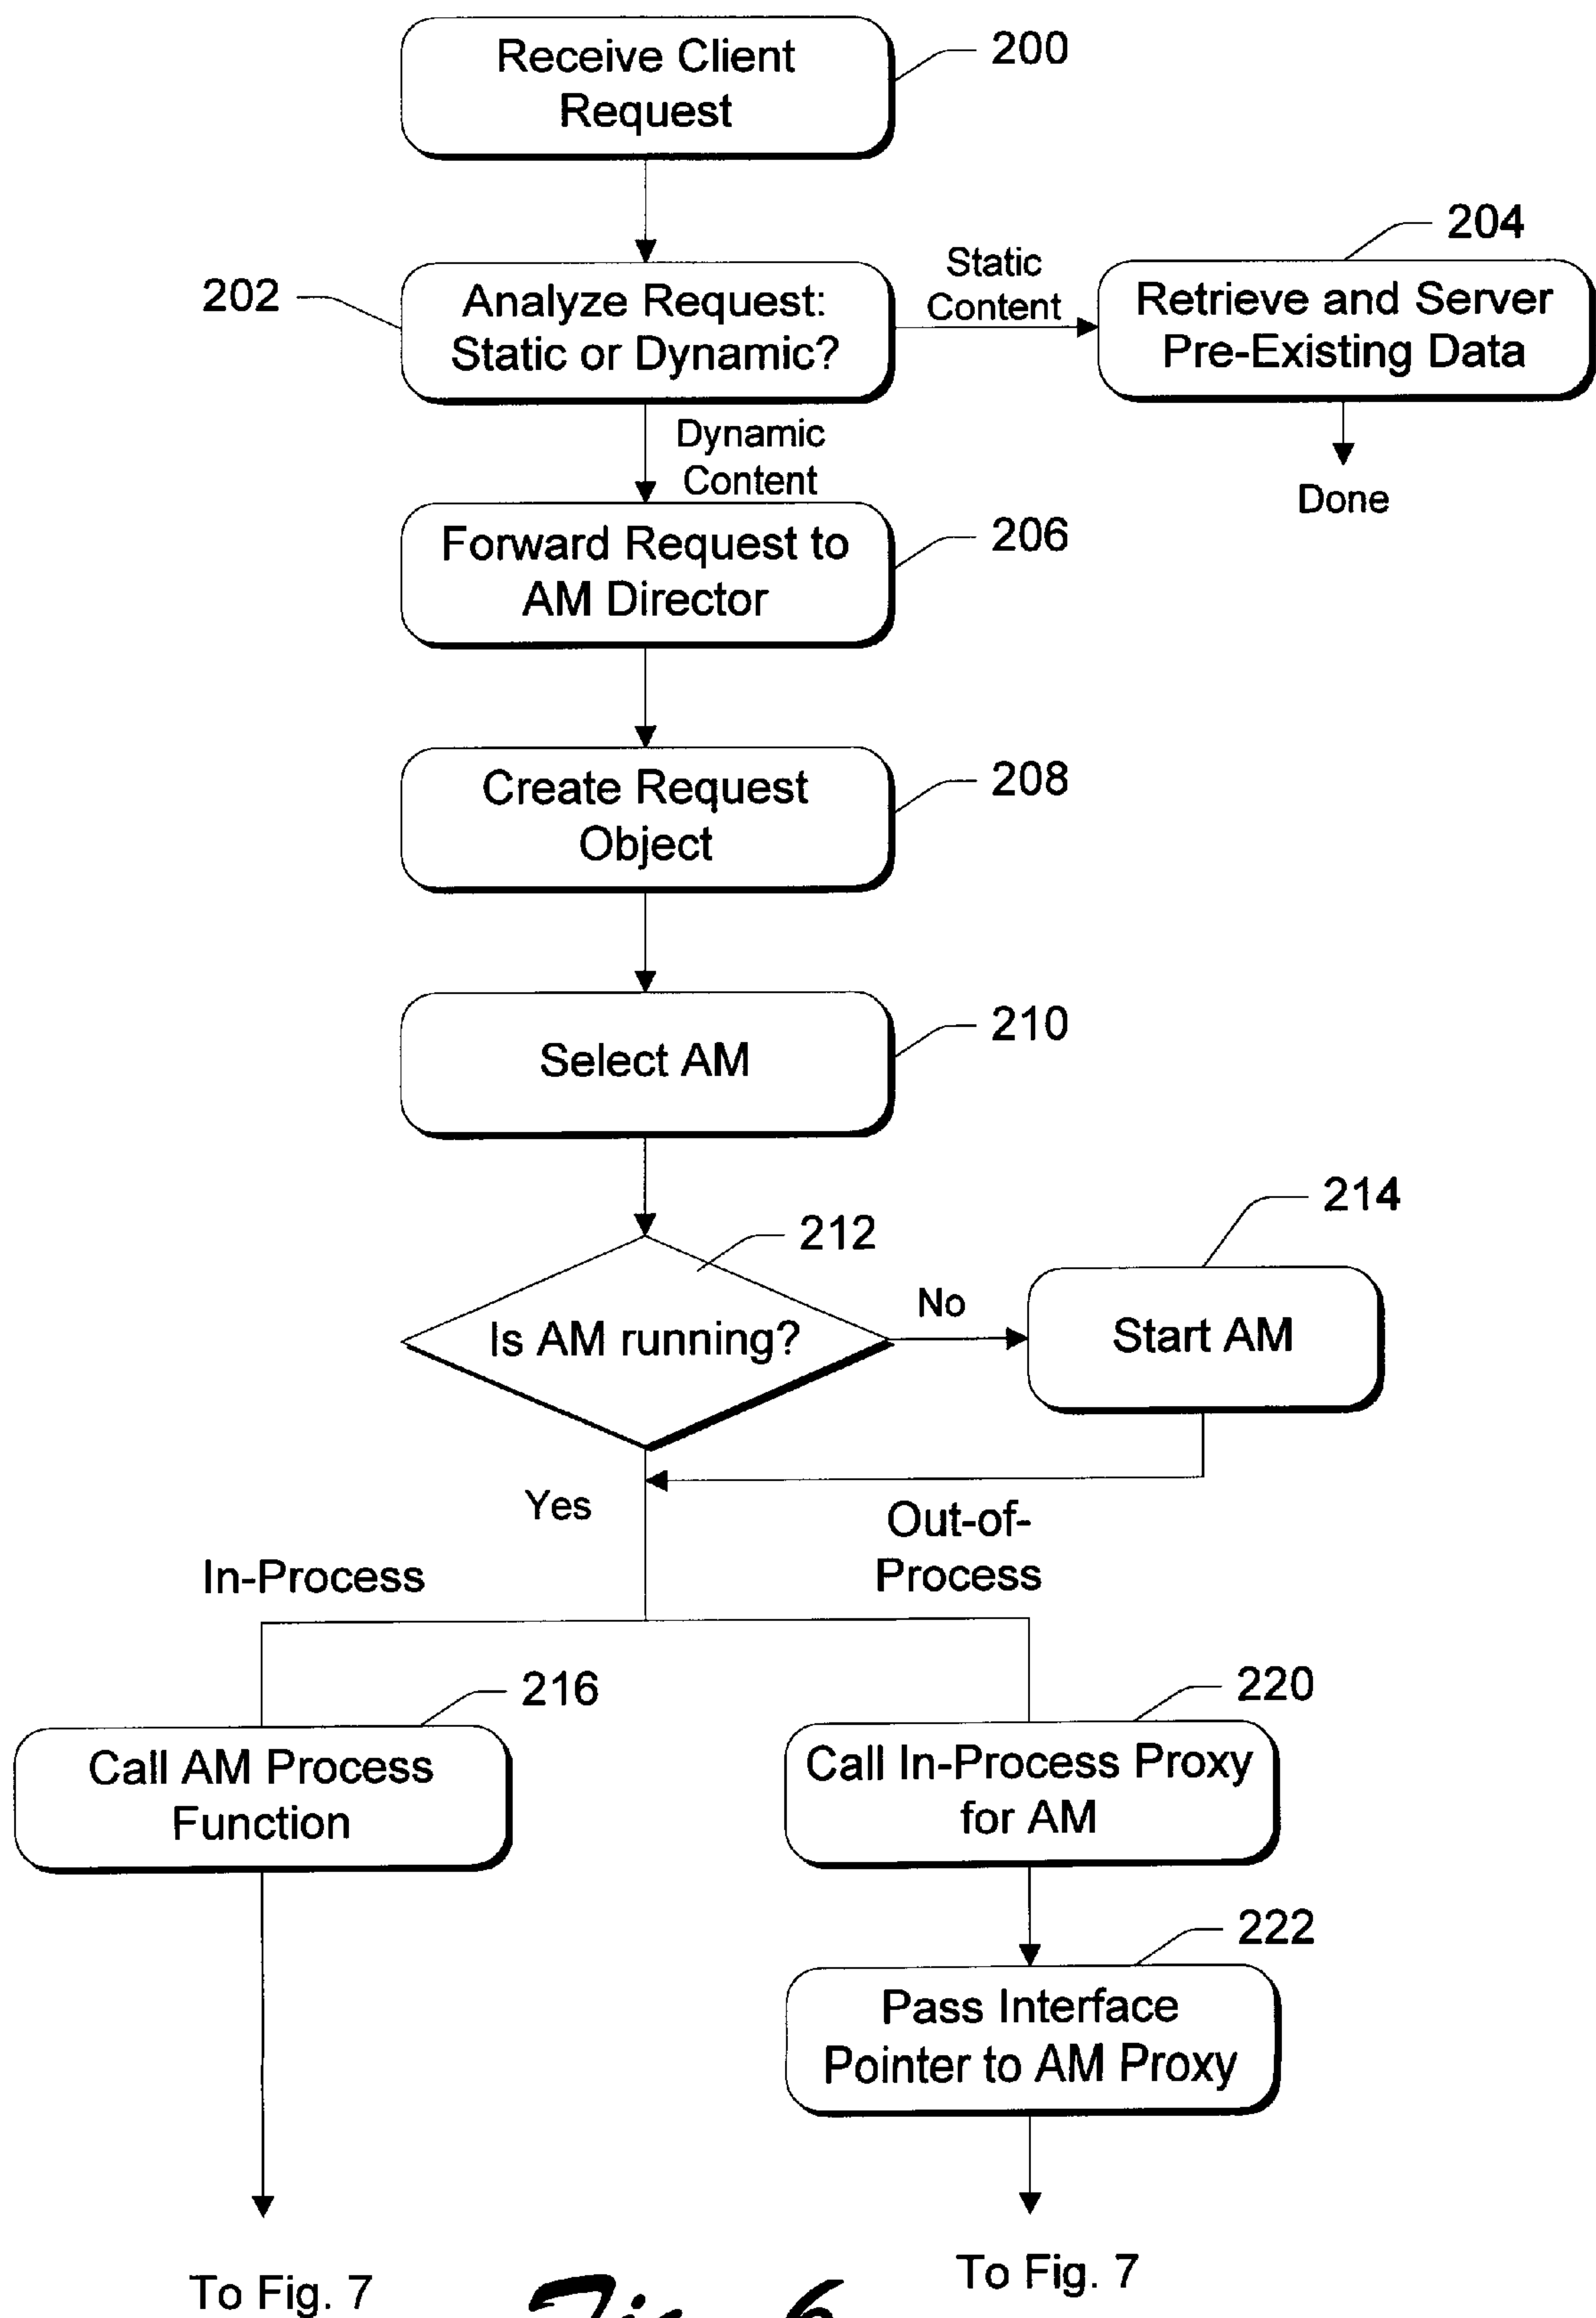 Receive Client
Request
200
202
Analyze Request:
Static or Dynamic?
Static
Content
204
Retrieve and Server
Pre-Existing Data
Done
Dynamic
Content
Forward Request to
AM Director
206
Create Request
Object
208
Select AM
210
212
Is AM running?
No
214
Start AM
Yes
In-Process
Out-of-
Process
216
Call AM Process
Function
220
Call In-Process Proxy
for AM
222
Pass Interface
Pointer to AM Proxy
To Fig. 7
To Fig. 7
Fig. 6